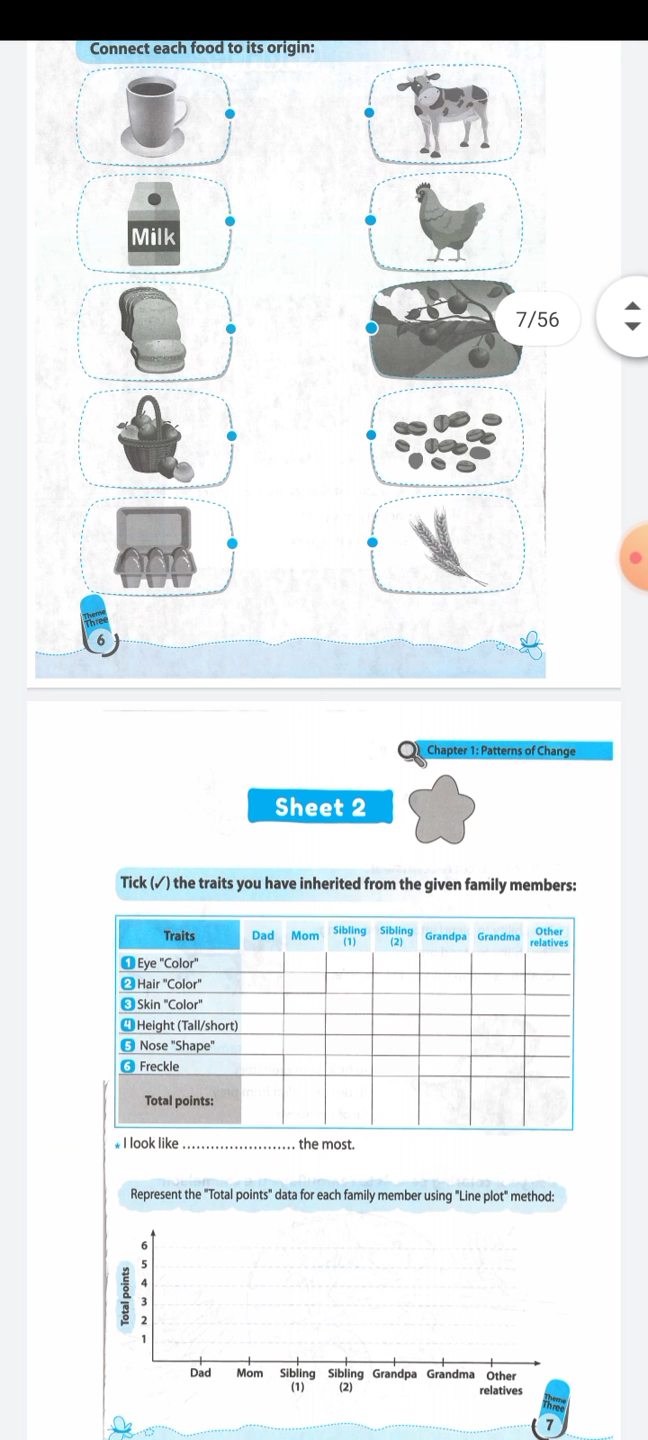 Connect each food to its origin:
Milk
7/56
Theme
Three
6
Chapter 1: Patterns of Change
Sheet 2
Tick (✓) the traits you have inherited from the given family members:
Traits Dad Mom Sibling (1) Sibling (2) Grandpa Grandma Other relatives
1 Eye "Color"
2 Hair "Color"
3 Skin "Color"
4 Height (Tall/short)
5 Nose "Shape"
6 Freckle
Total points:
* I look like ........................ the most.
Represent the "Total points" data for each family member using "Line plot" method:
Total points
6
5
4
3
2
1
Dad Mom Sibling (1) Sibling (2) Grandpa Grandma Other relatives
Theme
Three
7